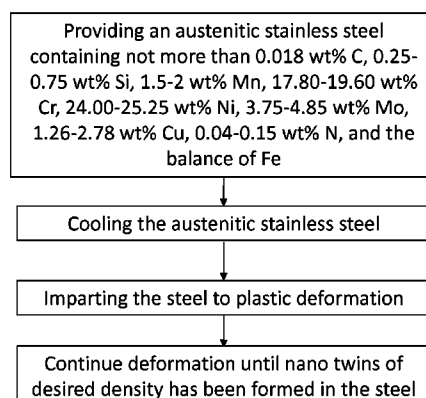 Providing an austenitic stainless steel
containing not more than 0.018 wt% C, 0.25-
0.75 wt% Si, 1.5-2 wt% Mn, 17.80-19.60 wt%
Cr, 24.00-25.25 wt% Ni, 3.75-4.85 wt% Mo,
1.26-2.78 wt% Cu, 0.04-0.15 wt% N, and the
balance of Fe
Cooling the austenitic stainless steel
Imparting the steel to plastic deformation
Continue deformation until nano twins of
desired density has been formed in the steel